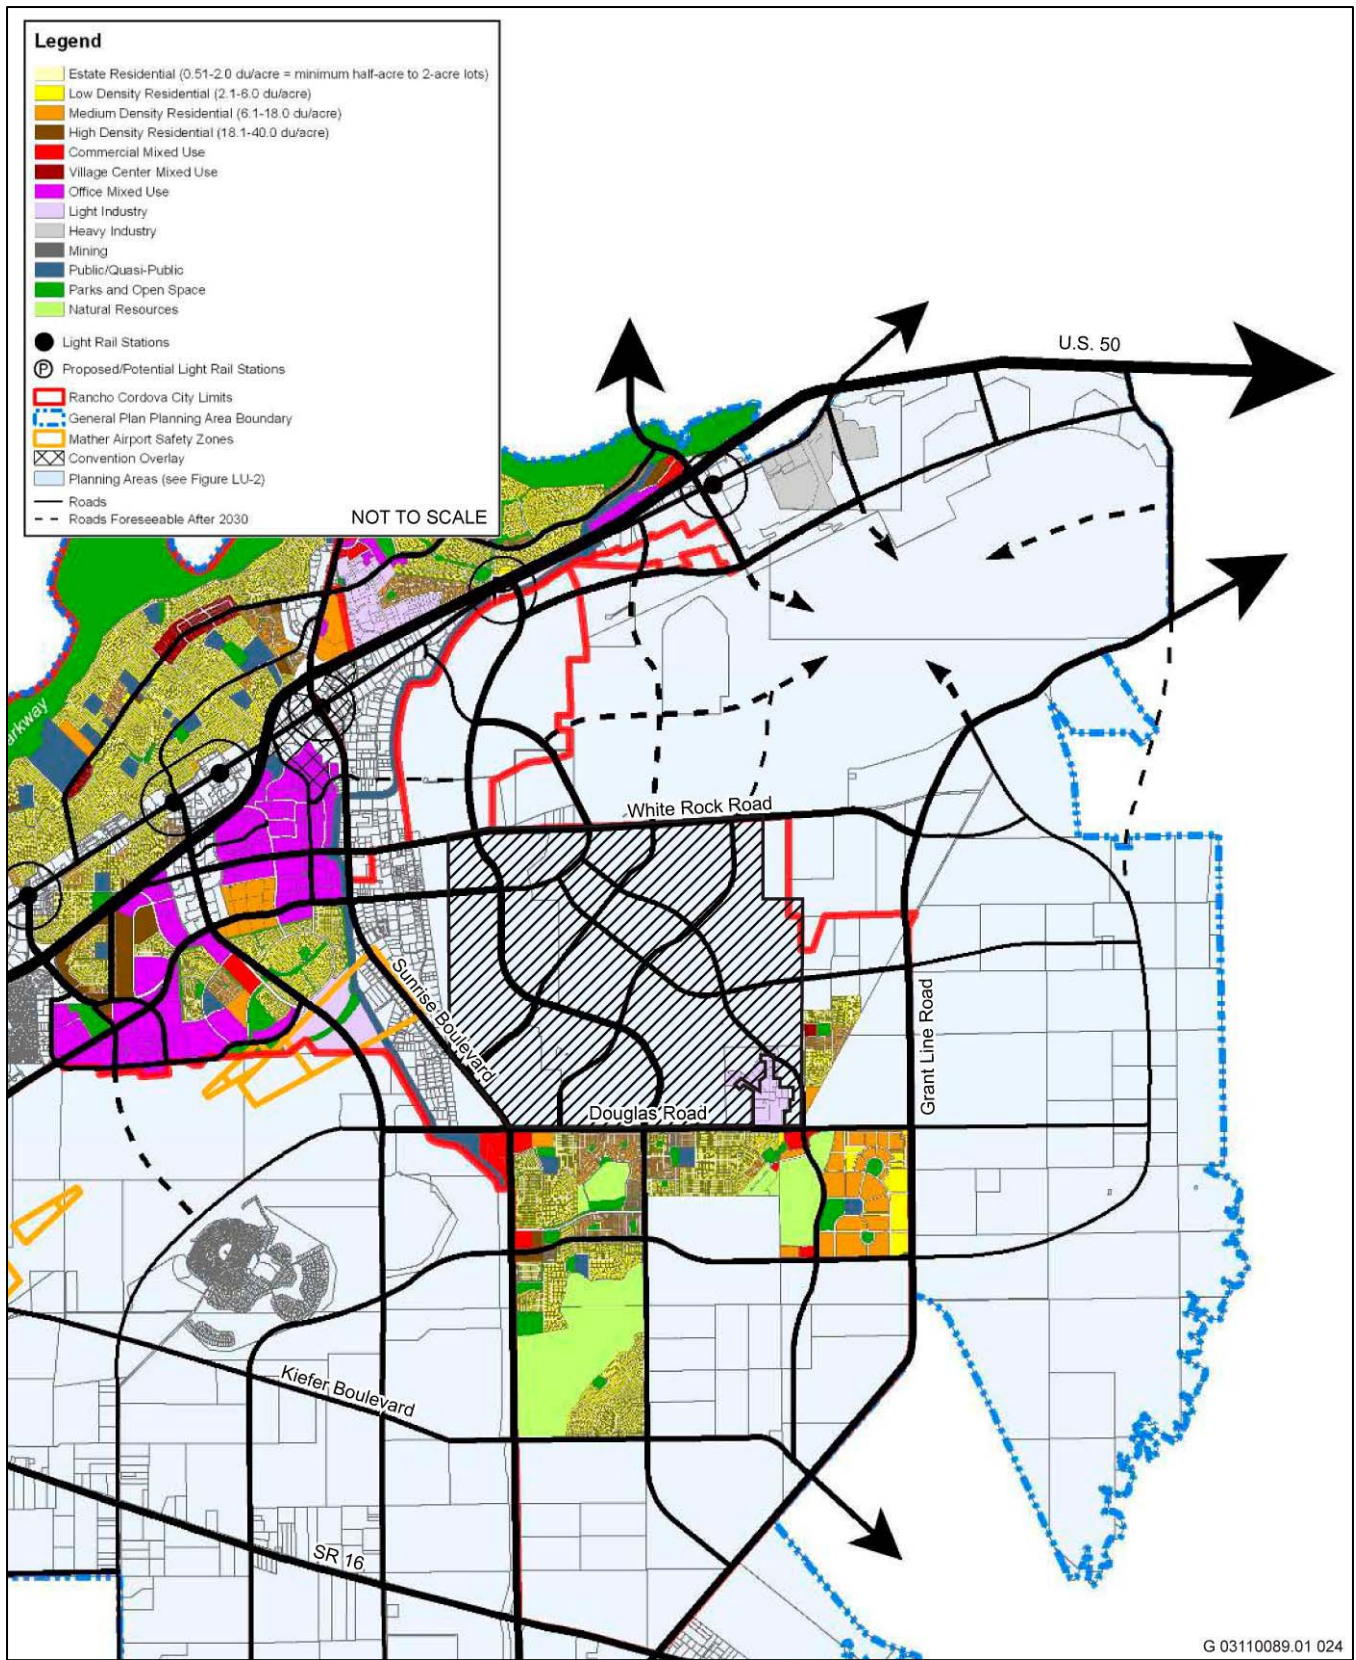 Legend
Estate Residential (0.51-2.0 du/acre = minimum half-acre to 2-acre lots)
Low Density Residential (2.1-6.0 du/acre)
Medium Density Residential (6.1-18.0 du/acre)
High Density Residential (18.1-40.0 du/acre)
Commercial Mixed Use
Village Center Mixed Use
Office Mixed Use
Light Industry
Heavy Industry
Mining
Public/Quasi-Public
Parks and Open Space
Natural Resources
Light Rail Stations
P Proposed/Potential Light Rail Stations
Rancho Cordova City Limits
General Plan Planning Area Boundary
Mather Airport Safety Zones
Convention Overlay
Planning Areas (see Figure LU-2)
Roads
Roads Foreseeable After 2030
NOT TO SCALE
U.S. 50
arkway
White Rock Road
Sunrise Boulevard
Grant Line Road
Douglas Road
Kiefer Boulevard
SR 16
G 03110089.01 024